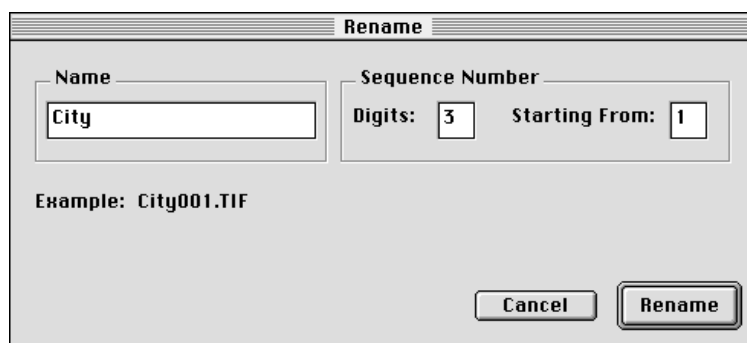 Rename
Name
City
Sequence Number
Digits: 3 Starting From: 1
Example: City001.TIF
Cancel Rename